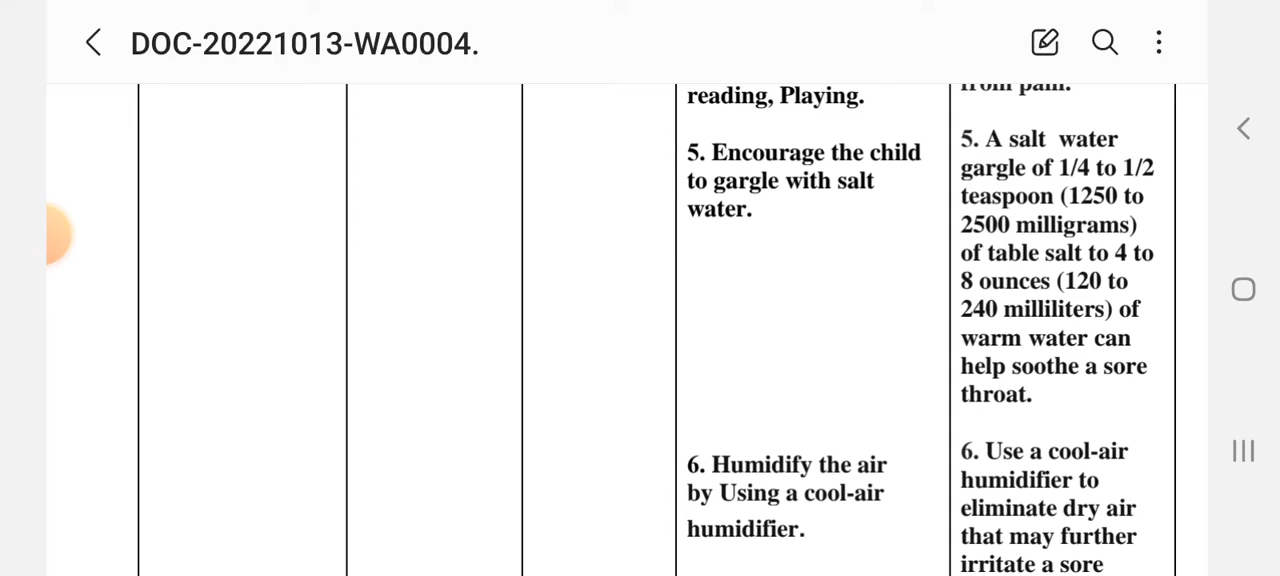 DOC-20221013-WA0004.
reading, Playing.
5. Encourage the child
to gargle with salt
water.
6. Humidify the air
by Using a cool-air
humidifier.
from pain.
5. A salt water
gargle of 1/4 to 1/2
teaspoon (1250 to
2500 milligrams)
of table salt to 4 to
8 ounces (120 to
240 milliliters) of
warm water can
help soothe a sore
throat.
6. Use a cool-air
humidifier to
eliminate dry air
that may further
irritate a sore